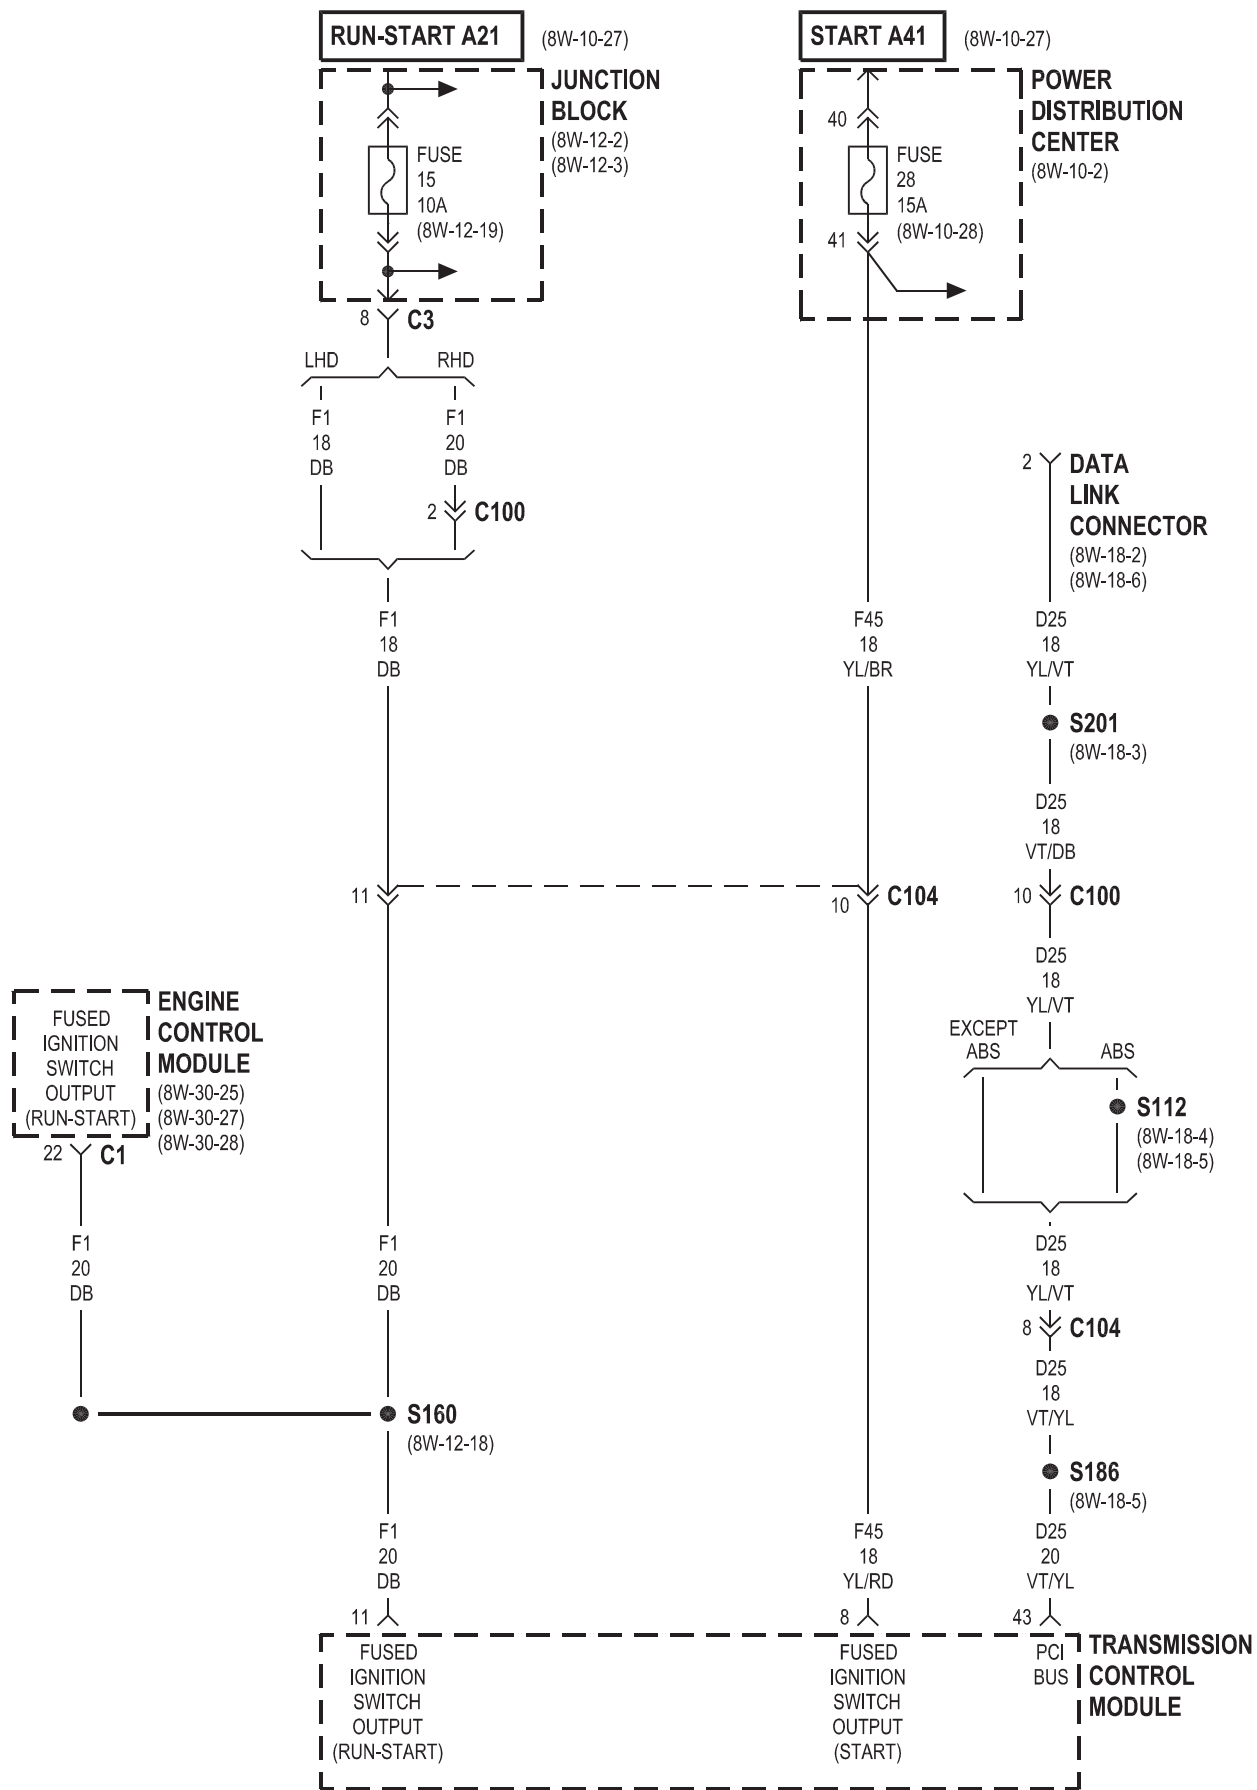 RUN-START A21
(8W-10-27)
START A41
(8W-10-27)
JUNCTION
BLOCK
(8W-12-2)
(8W-12-3)
FUSE
15
10A
(8W-12-19)
8
C3
POWER
DISTRIBUTION
CENTER
(8W-10-2)
40
FUSE
28
15A
(8W-10-28)
41
LHD
RHD
F1
18
DB
F1
20
DB
2
C100
2
DATA
LINK
CONNECTOR
(8W-18-2)
(8W-18-6)
F1
18
DB
F45
18
YL/BR
D25
18
YL/VT
S201
(8W-18-3)
D25
18
VT/DB
11
10
C104
10
C100
D25
18
YL/VT
EXCEPT
ABS
ABS
S112
(8W-18-4)
(8W-18-5)
FUSED
IGNITION
SWITCH
OUTPUT
(RUN-START)
ENGINE
CONTROL
MODULE
(8W-30-25)
(8W-30-27)
(8W-30-28)
22
C1
F1
20
DB
F1
20
DB
D25
18
YL/VT
8
C104
D25
18
VT/YL
S160
(8W-12-18)
S186
(8W-18-5)
F1
20
DB
F45
18
YL/RD
D25
20
VT/YL
11
8
43
FUSED
IGNITION
SWITCH
OUTPUT
(RUN-START)
FUSED
IGNITION
SWITCH
OUTPUT
(START)
PCI
BUS
TRANSMISSION
CONTROL
MODULE